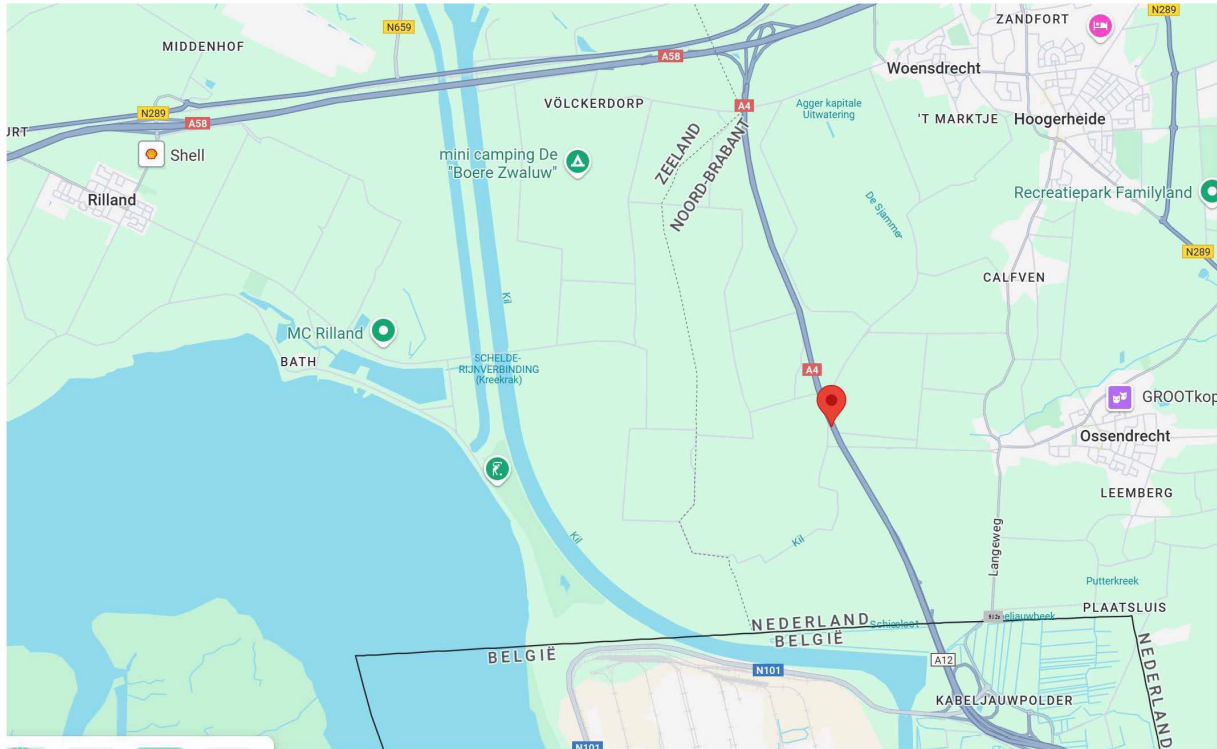 ZANDFORT
N289
N659
MIDDENHOF
A58
Woensdrecht
VÖLCKERDORP
A4
Agger kapitale
Uitwatering
'T MARKTJE
Hoogerheide
N289
A58
URT
Shell
mini camping De
"Boere Zwaluw"
ZEELAND
NOORD-BRABANT
Rilland
De Sjammer
Recreatiepark Familyland
N289
CALFVEN
Kil
MC Rilland
BATH
SCHELDE-
RIJNVERBINDING
(Kreekrak)
A4
GROOTkop
Ossendrecht
LEEMBERG
Kil
Kil
Langeweg
Putterkreek
PLAATSLUIS
NEDERLAND
BELGIË
BELGIË
N101
A12
KABELJAUWPOLDER
NEDERLAND
N101